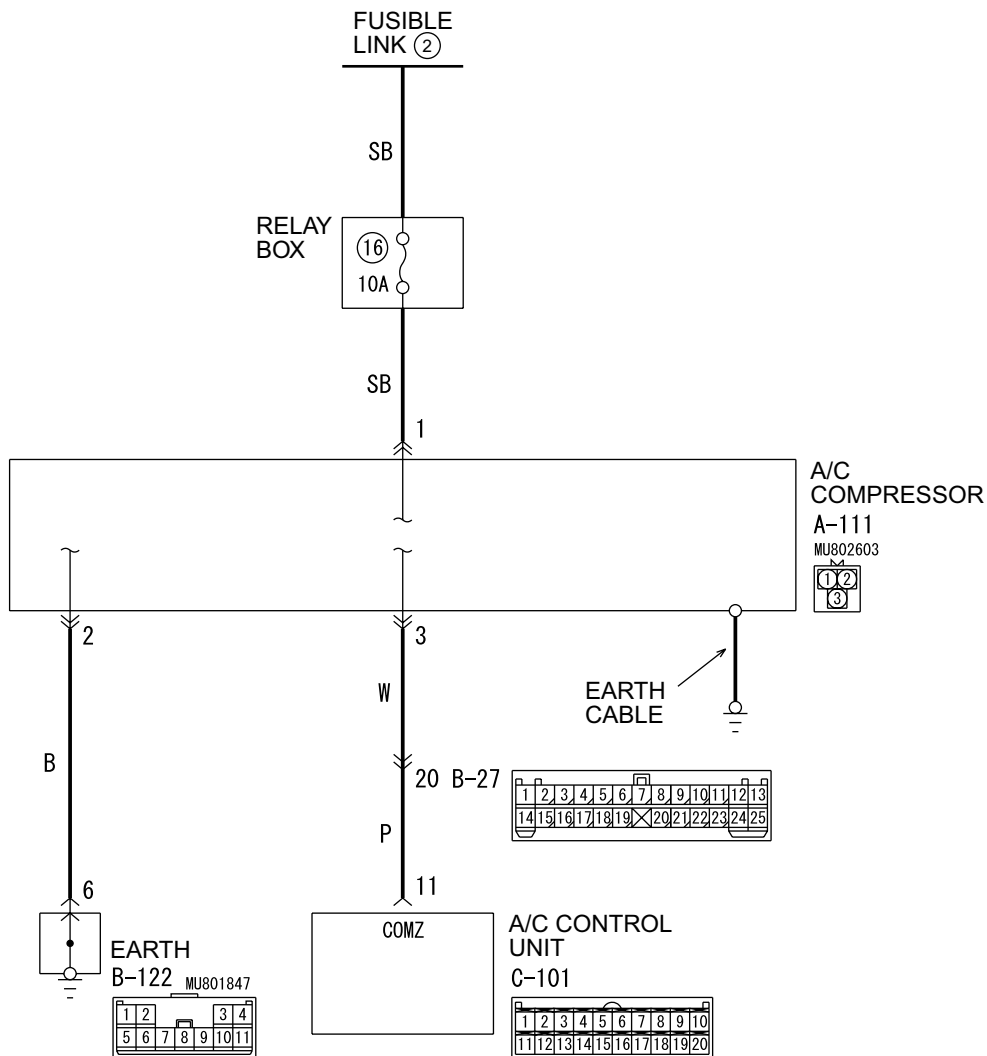 FUSIBLE
LINK ②
SB
RELAY
BOX
⑯
10A
SB
1
A/C
COMPRESSOR
A-111
MU802603
1 2
3
2
3
W
EARTH
CABLE
B
20 B-27
1 2 3 4 5 6 7 8 9 10 11 12 13
14 15 16 17 18 19 20 21 22 23 24 25
P
6
11
COMZ
A/C CONTROL
UNIT
C-101
EARTH
B-122 MU801847
1 2 3 4
5 6 7 8 9 10 11
1 2 3 4 5 6 7 8 9 10
11 12 13 14 15 16 17 18 19 20